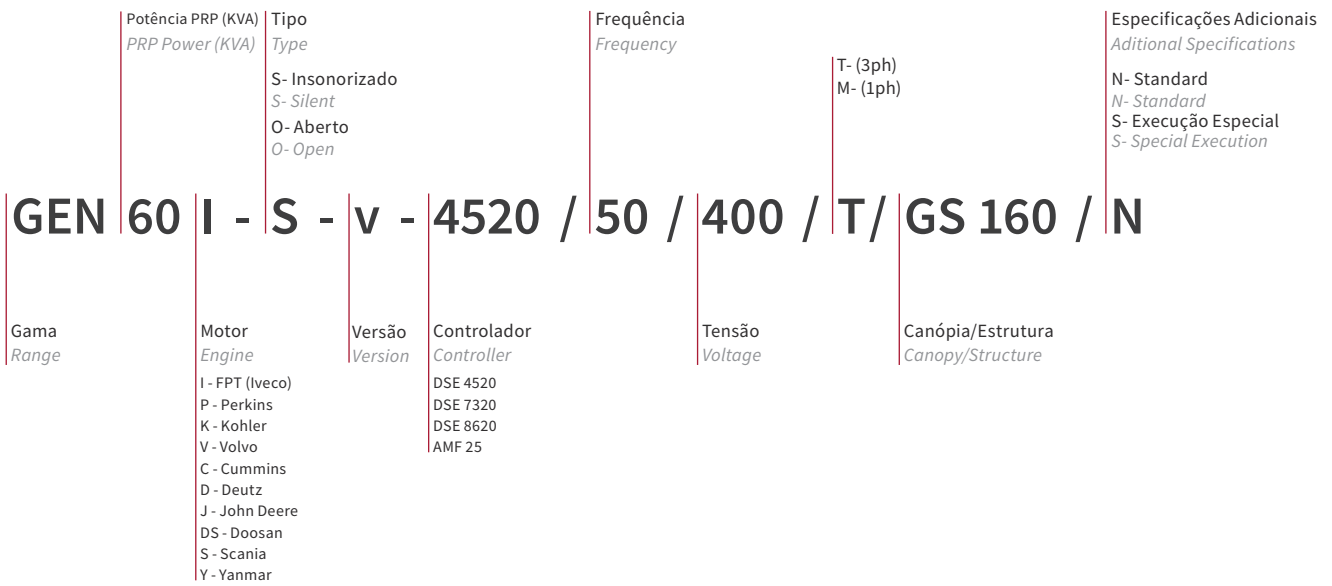 Potência PRP (KVA)
PRP Power (KVA)
Tipo
Type
S- Insonorizado
S- Silent
O- Aberto
O- Open
Frequência
Frequency
T- (3ph)
M- (1ph)
Especificações Adicionais
Aditional Specifications
N- Standard
N- Standard
S- Execução Especial
S- Special Execution
GEN 60 I - S - v - 4520 / 50 / 400 / T/ GS 160 / N
Gama
Range
Motor
Engine
I - FPT (Iveco)
P - Perkins
K - Kohler
V - Volvo
C - Cummins
D - Deutz
J - John Deere
DS - Doosan
S - Scania
Y - Yanmar
Versão
Version
Controlador
Controller
DSE 4520
DSE 7320
DSE 8620
AMF 25
Tensão
Voltage
Canópia/Estrutura
Canopy/Structure